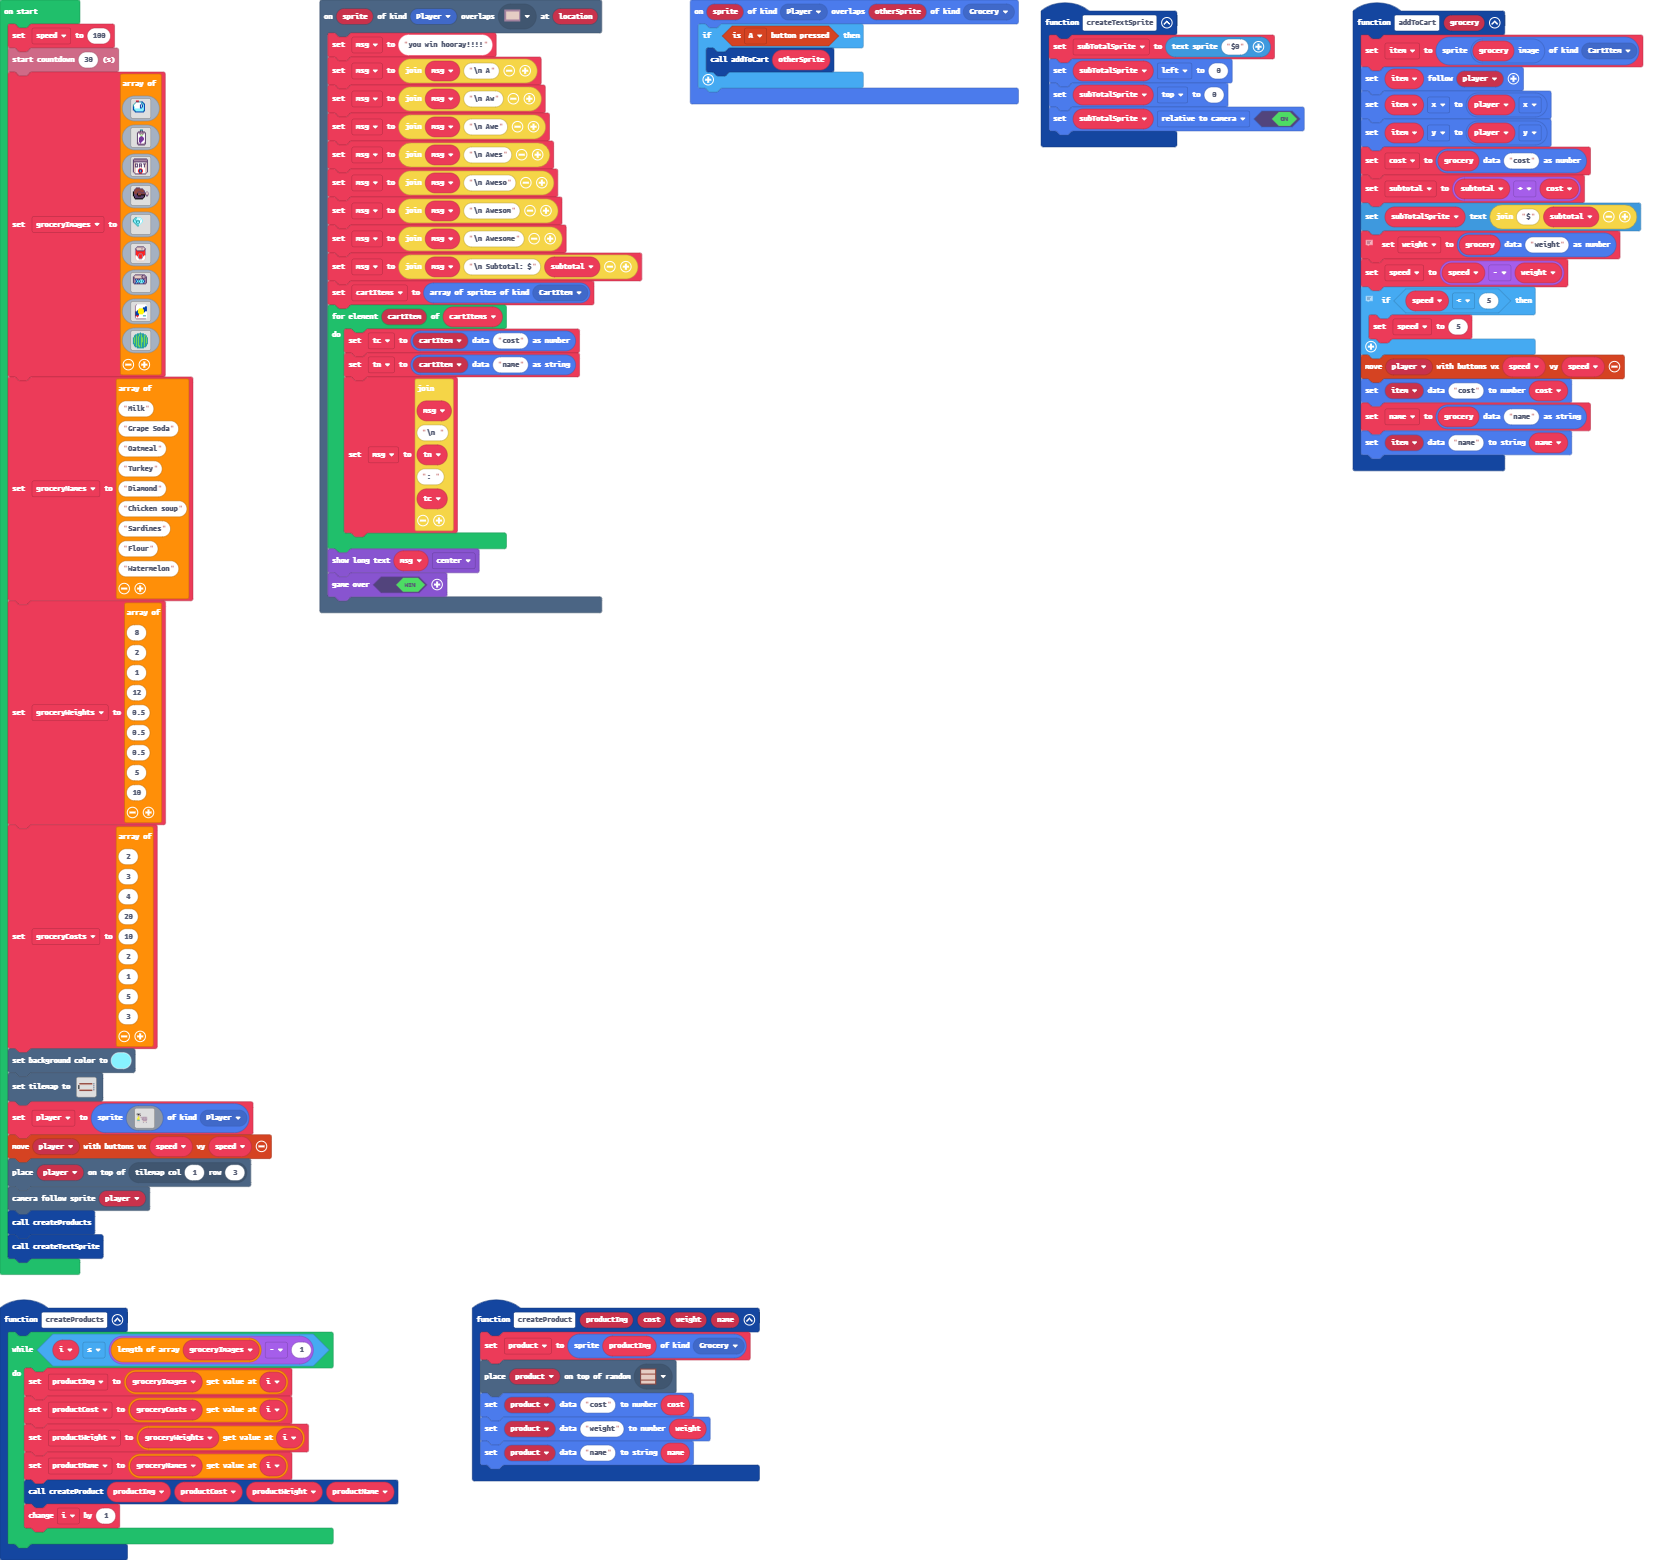 on start
set speed to 100
start countdown 30 (s)
set groceryImages to array of
set groceryNames to array of
"Milk"
"Grape Soda"
"Oatmeal"
"Turkey"
"Diamond"
"Chicken soup"
"Sardines"
"Flour"
"Watermelon"
set groceryWeights to array of
8
2
1
12
0.5
0.5
0.5
5
10
set groceryCosts to array of
2
3
4
20
10
2
1
5
3
set background color to
set tilemap to
set player to sprite of kind Player
move player with buttons vx speed vy speed
place player on top of tilemap col 1 row 3
camera follow sprite player
call createProducts
call createTextSprite
on sprite of kind Player overlaps at location
set msg to "you win hooray!!!!"
set msg to join msg "\n A"
set msg to join msg "\n Aw"
set msg to join msg "\n Awe"
set msg to join msg "\n Awes"
set msg to join msg "\n Aweso"
set msg to join msg "\n Awesom"
set msg to join msg "\n Awesome"
set msg to join msg "\n Subtotal: $" subtotal
set cartItems to array of sprites of kind CartItem
for element cartItem of cartItems
do
set tc to cartItem data "cost" as number
set tn to cartItem data "name" as string
set msg to join
msg
"\n "
tn
": "
tc
show long text msg center
game over WIN
on sprite of kind Player overlaps otherSprite of kind Grocery
if is A button pressed then
call addToCart otherSprite
function createTextSprite
set subTotalSprite to text sprite "$0"
set subTotalSprite left to 0
set subTotalSprite top to 0
set subTotalSprite relative to camera ON
function addToCart grocery
set item to sprite grocery image of kind CartItem
set item follow player
set item x to player x
set item y to player y
set cost to grocery data "cost" as number
set subtotal to subtotal + cost
set subTotalSprite text join "$" subtotal
set weight to grocery data "weight" as number
set speed to speed - weight
if speed < 5 then
set speed to 5
move player with buttons vx speed vy speed
set item data "cost" to number cost
set name to grocery data "name" as string
set item data "name" to string name
function createProducts
while i ≤ length of array groceryImages - 1
do
set productImg to groceryImages get value at i
set productCost to groceryCosts get value at i
set productWeight to groceryWeights get value at i
set productName to groceryNames get value at i
call createProduct productImg productCost productWeight productName
change i by 1
function createProduct productImg cost weight name
set product to sprite productImg of kind Grocery
place product on top of random
set product data "cost" to number cost
set product data "weight" to number weight
set product data "name" to string name